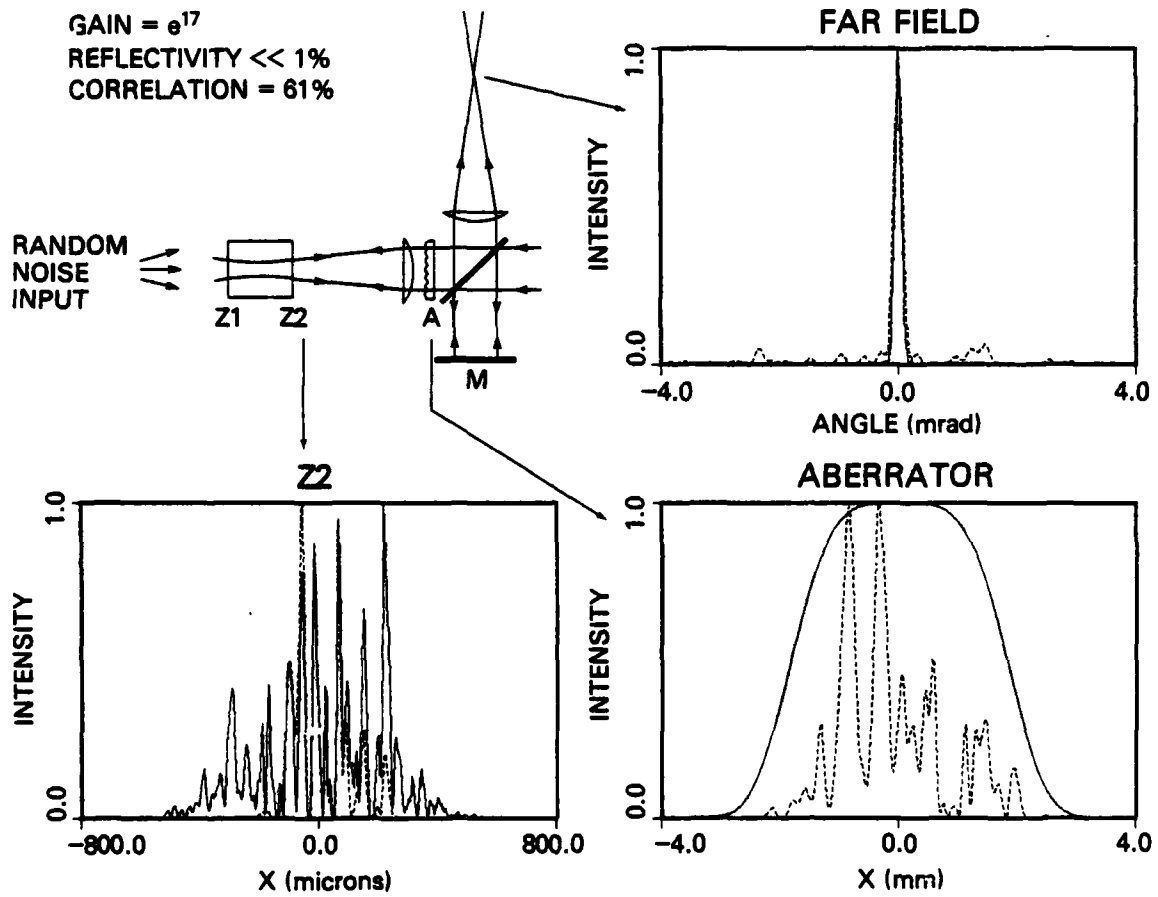 GAIN = e¹⁷
REFLECTIVITY << 1%
CORRELATION = 61%
RANDOM
NOISE
INPUT
Z1
Z2
A
M
FAR FIELD
1.0
INTENSITY
0.0
−4.0
0.0
4.0
ANGLE (mrad)
Z2
1.0
INTENSITY
0.0
−800.0
0.0
800.0
X (microns)
ABERRATOR
1.0
INTENSITY
0.0
−4.0
0.0
4.0
X (mm)